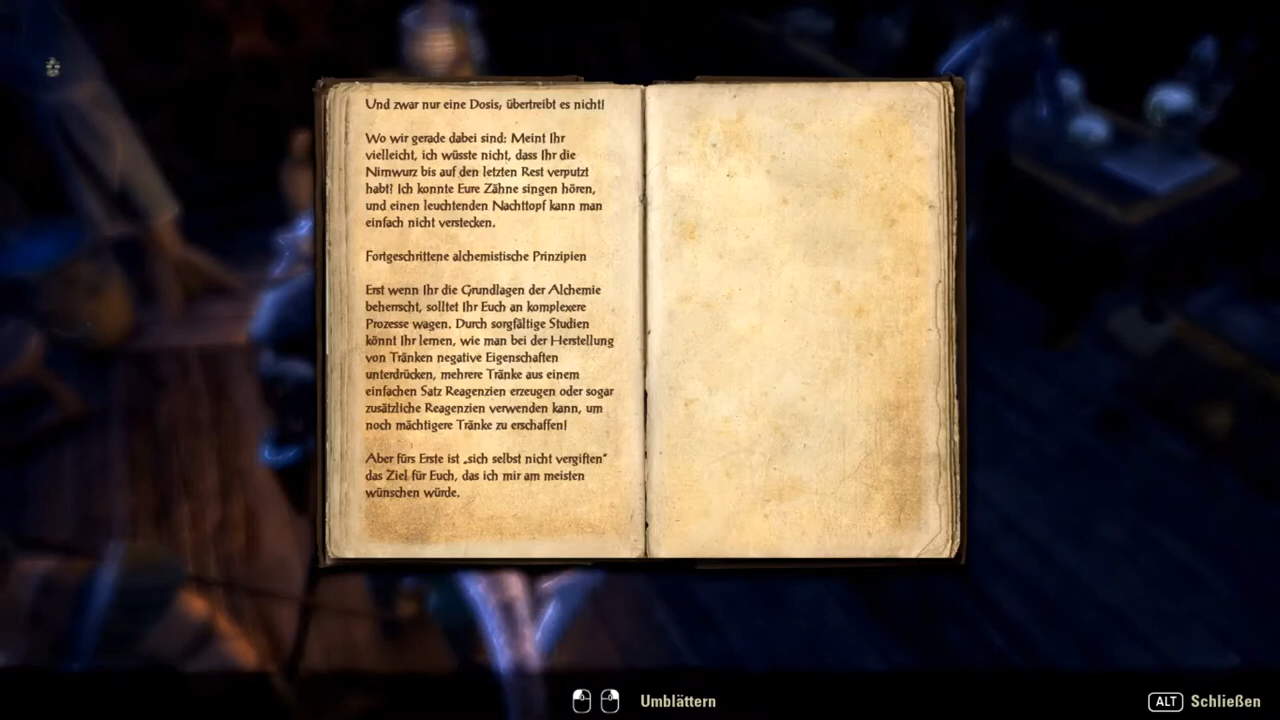 Und zwar nur eine Dosis, übertreibt es nicht!
Wo wir gerade dabei sind: Meint Ihr
vielleicht, ich wüsste nicht, dass Ihr die
Nirnwurz bis auf den letzten Rest verputzt
habt? Ich konnte Eure Zähne singen hören,
und einen leuchtenden Nachttopf kann man
einfach nicht verstecken.
Fortgeschrittene alchemistische Prinzipien
Erst wenn Ihr die Grundlagen der Alchemie
beherrscht, solltet Ihr Euch an komplexere
Prozesse wagen. Durch sorgfältige Studien
könnt Ihr lernen, wie man bei der Herstellung
von Tränken negative Eigenschaften
unterdrücken, mehrere Tränke aus einem
einfachen Satz Reagenzien erzeugen oder sogar
zusätzliche Reagenzien verwenden kann, um
noch mächtigere Tränke zu erschaffen!
Aber fürs Erste ist „sich selbst nicht vergiften“
das Ziel für Euch, das ich mir am meisten
wünschen würde.
Umblättern
ALT Schließen